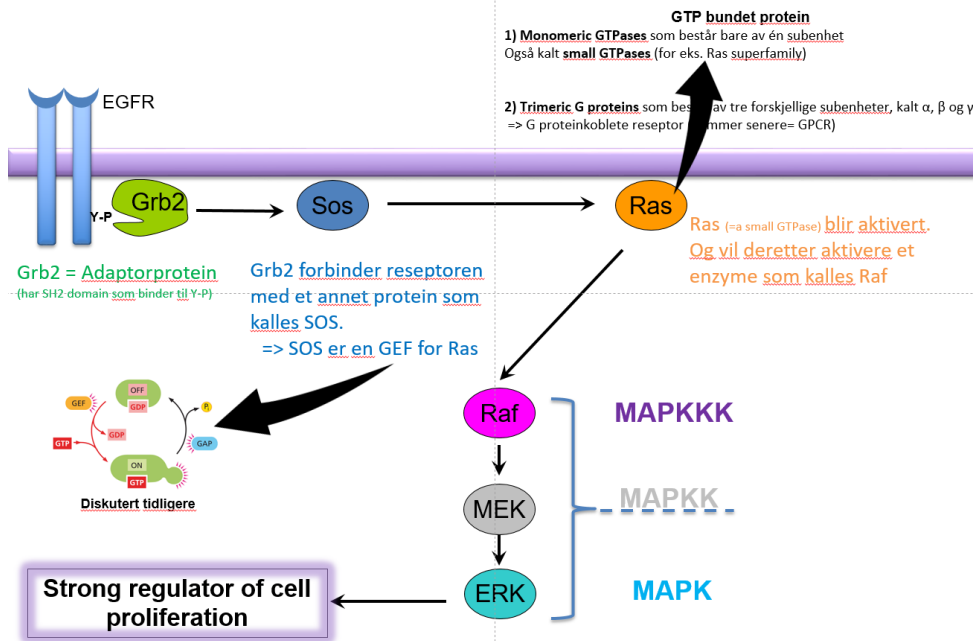 GTP bundet protein
1) Monomeric GTPases som består bare av én subenhet
Også kalt small GTPases (for eks. Ras superfamily)
2) Trimeric G proteins som av tre forskjellige subenheter, kalt α, β og γ
=> G proteinkoblete reseptor senere= GPCR)
EGFR
Y-P
Grb2
Sos
Ras
Grb2 = Adaptorprotein
(har SH2 domain som binder til Y-P)
Grb2 forbinder reseptoren
med et annet protein som
kalles SOS.
=> SOS er en GEF for Ras
Ras (=a small GTPase) blir aktivert.
Og vil deretter aktivere et
enzyme som kalles Raf
OFF
GDP
GEF
GDP
GTP
Pi
GAP
ON
GTP
Diskutert tidligere
Raf
MAPKKK
MEK
MAPKK
ERK
MAPK
Strong regulator of cell
proliferation